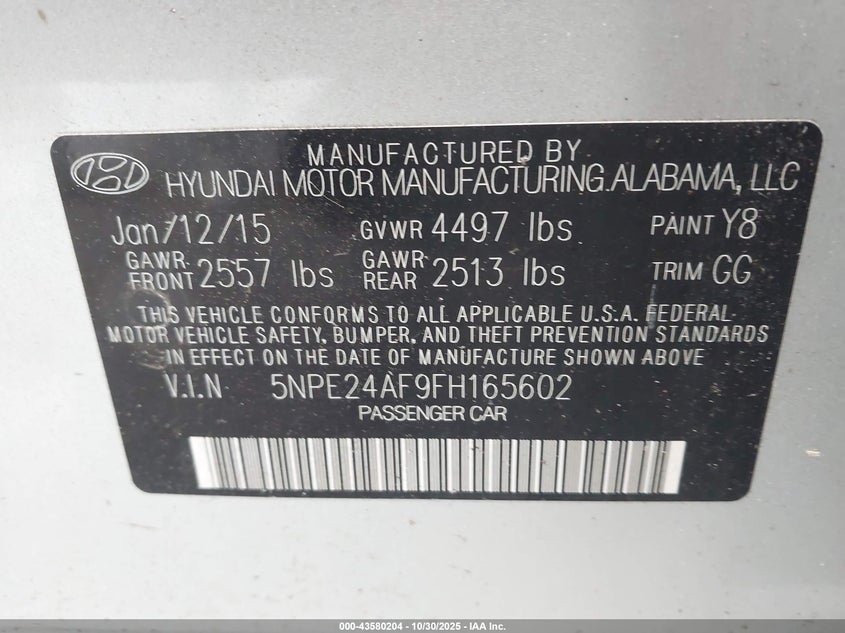 MANUFACTURED BY
HYUNDAI MOTOR MANUFACTURING.ALABAMA, LLC
Jan/12/15 GVWR 4497 lbs PAINT Y8
GAWR FRONT 2557 lbs GAWR REAR 2513 lbs TRIM GG
THIS VEHICLE CONFORMS TO ALL APPLICABLE U.S.A. FEDERAL
MOTOR VEHICLE SAFETY, BUMPER, AND THEFT PREVENTION STANDARDS
IN EFFECT ON THE DATE OF MANUFACTURE SHOWN ABOVE
V.I.N 5NPE24AF9FH165602
PASSENGER CAR
000-43580204 - 10/30/2025 - IAA Inc.